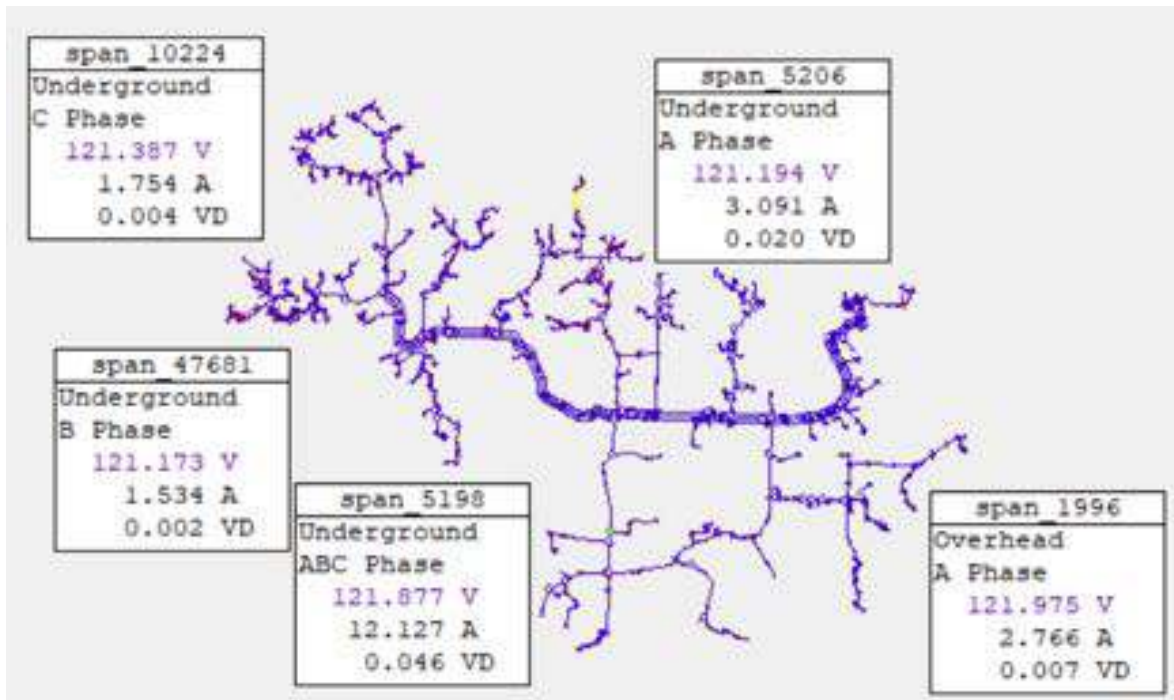 span_10224
Underground
C Phase
121.387 V
1.754 A
0.004 VD
span_5206
Underground
A Phase
121.194 V
3.091 A
0.020 VD
span_47681
Underground
B Phase
121.173 V
1.534 A
0.002 VD
span_5198
Underground
ABC Phase
121.877 V
12.127 A
0.046 VD
span_1996
Overhead
A Phase
121.975 V
2.766 A
0.007 VD